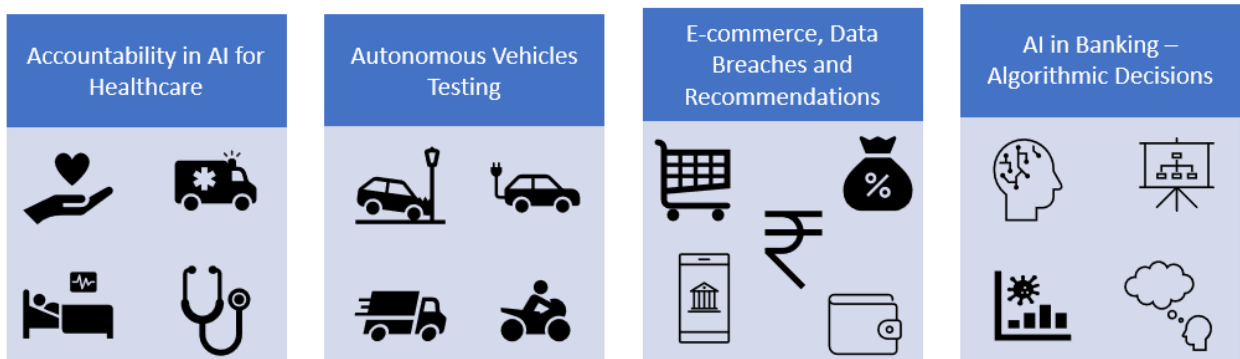 Accountability in AI for
Healthcare
Autonomous Vehicles
Testing
E-commerce, Data
Breaches and
Recommendations
%
₹
AI in Banking –
Algorithmic Decisions